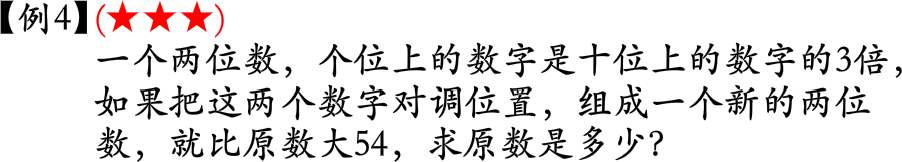 【例4】(★★★)
一个两位数，个位上的数字是十位上的数字的3倍，
如果把这两个数字对调位置，组成一个新的两位
数，就比原数大54，求原数是多少？